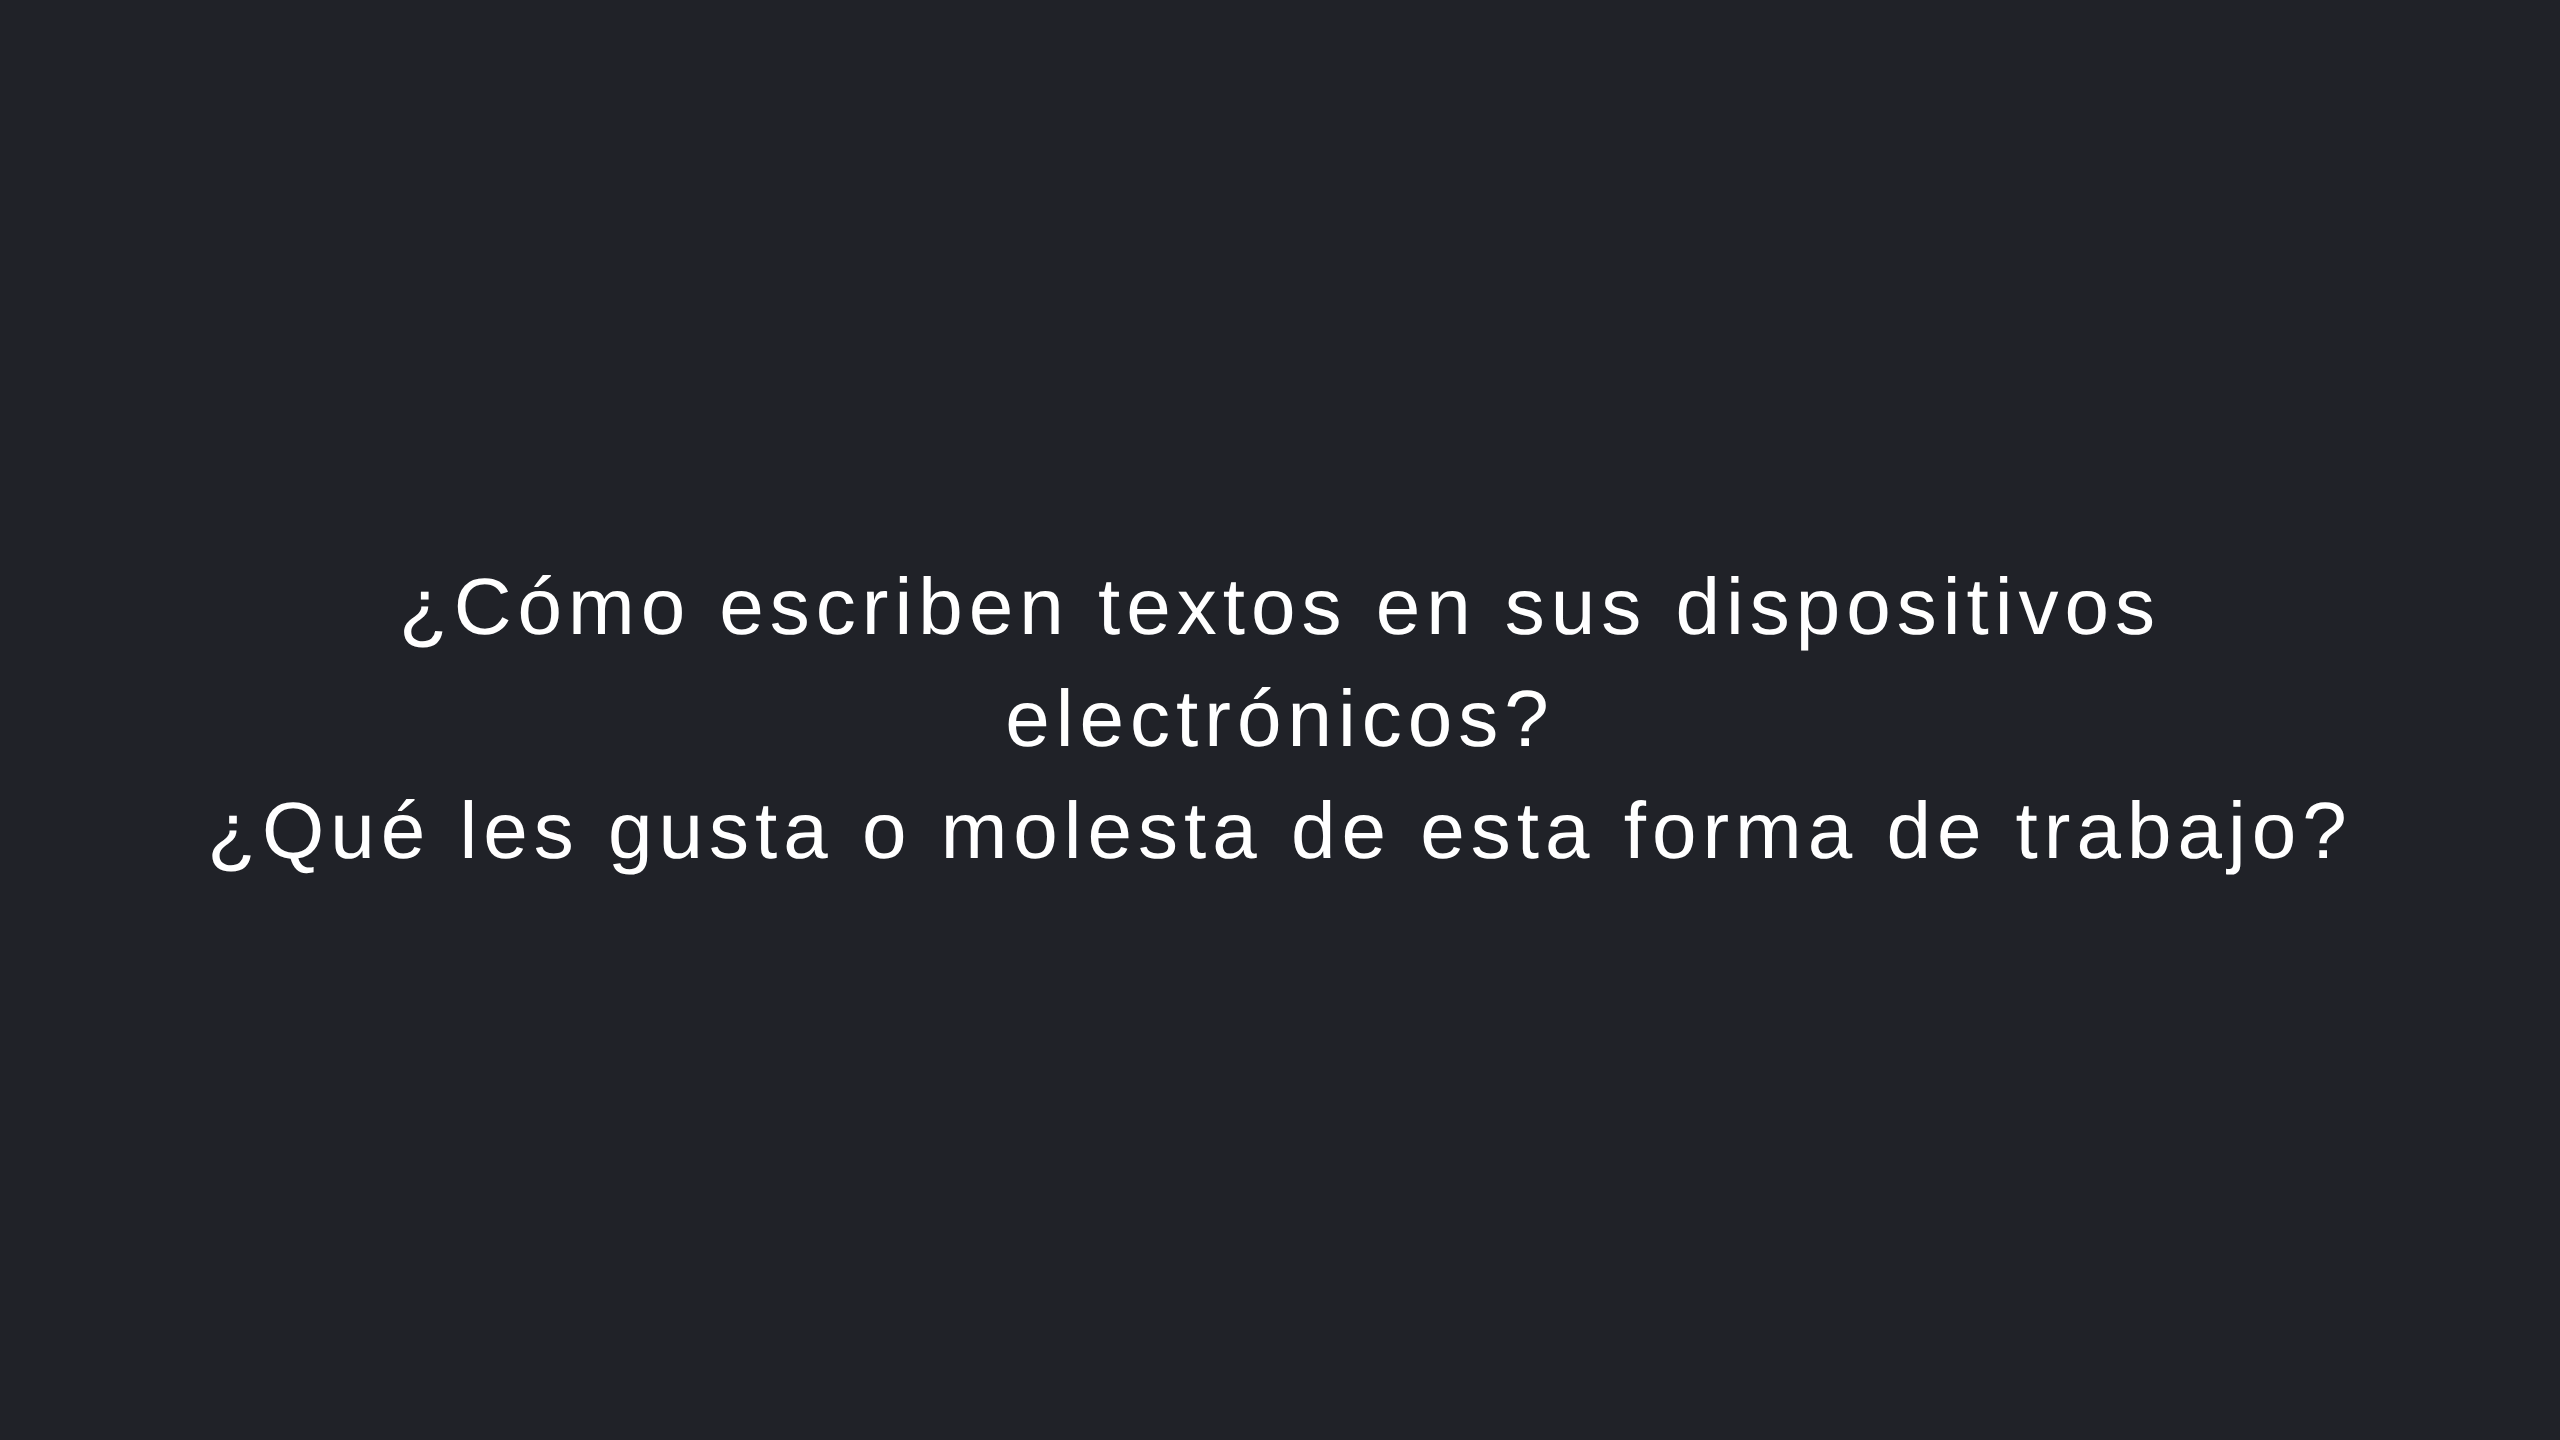 ¿Cómo escriben textos en sus dispositivos
electrónicos?
¿Qué les gusta o molesta de esta forma de trabajo?